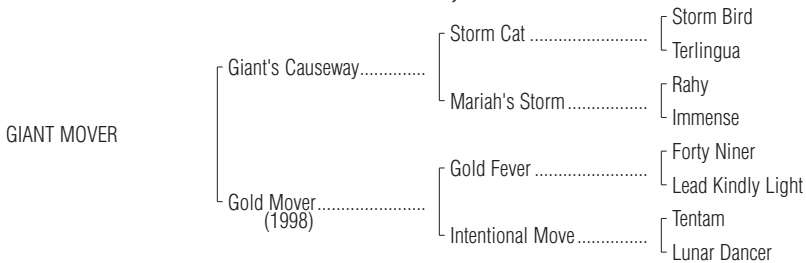 Storm Bird
Storm Cat ........................
Terlingua
Giant's Causeway..............
Rahy
Mariah's Storm .................
Immense
GIANT MOVER
Forty Niner
Gold Fever .......................
Lead Kindly Light
Gold Mover.......................
(1998)
Tentam
Intentional Move...............
Lunar Dancer